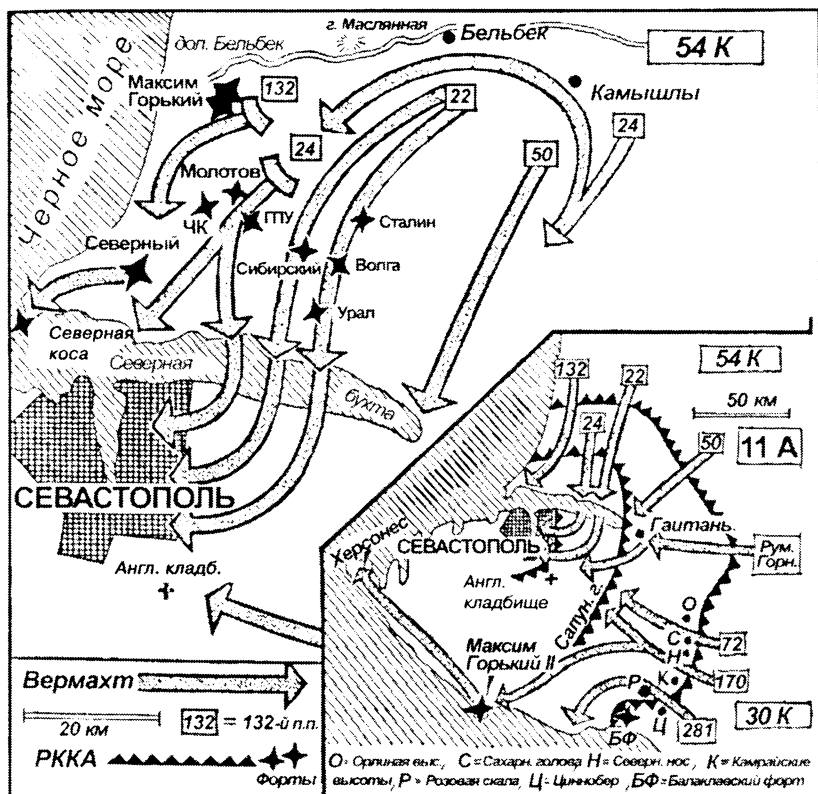 г. Маслянная
дол. Бельбек
Бельбек
54 К
Максим
Горький
132
22
Камышлы
24
24
50
Черное море
Молотов
ЧК
ГПУ
Сталин
Северный
Сибирский
Волга
Урал
Северная
коса
Северная
бухта
СЕВАСТОПОЛЬ
Англ. кладб.
Вермахт
20 км
132 = 132-й п.п.
РККА
Форты
54 К
132
22
50 км
24
50
11 А
Гаитань.
Херсонес
СЕВАСТОПОЛЬ
Рум.
Горн.
Англ.
кладбище
Сапун. г.
О
С
72
Н
Максим
Горький II
К
170
Р
Ц
281
30 К
БФ
О = Орлиная выс., С = Сахарн. голова Н = Северн. нос, К = Камрайские
высоты, Р = Розовая скала, Ц = Циннобер, БФ = Балаклавский форт